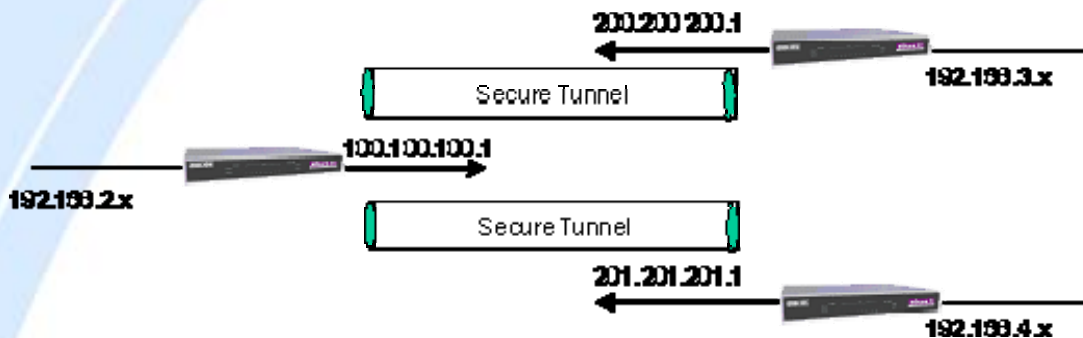 200.200.200.1
192.168.3.x
Secure Tunnel
100.100.100.1
192.168.2.x
Secure Tunnel
201.201.201.1
192.168.4.x